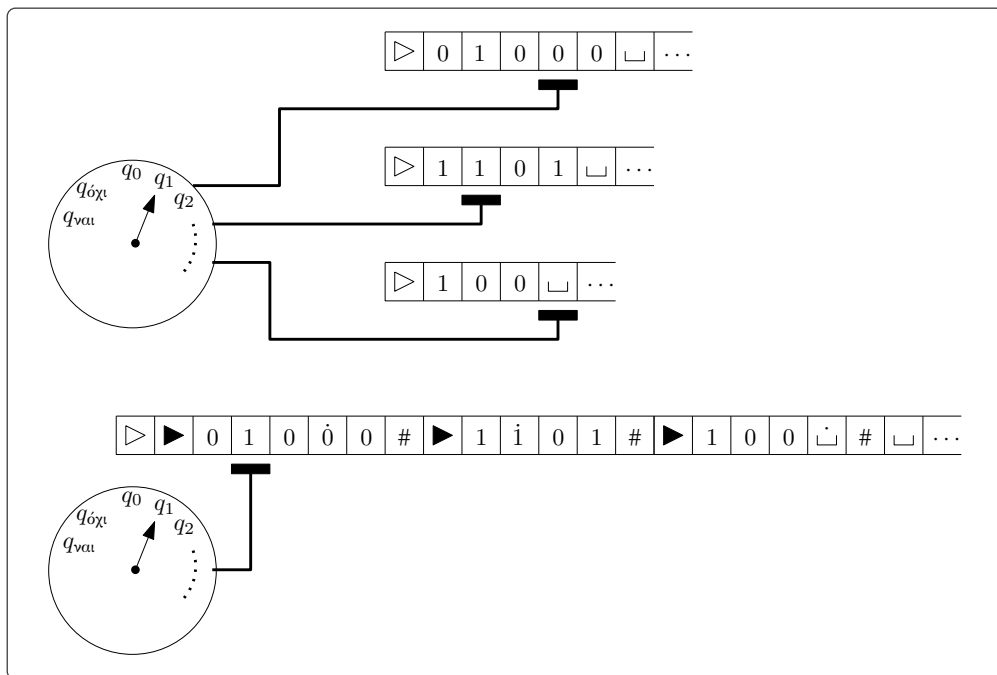 ▷ 0 1 0 0 0 ⊔ ⋯
▷ 1 1 0 1 ⊔ ⋯
q₀ q₁ q₂
q_όχι
q_ναι
▷ 1 0 0 ⊔ ⋯
▷ ▶ 0 1 0 0̇ 0 # ▶ 1 1̇ 0 1 # ▶ 1 0 0 ⊔̇ # ⊔ ⋯
q₀ q₁ q₂
q_όχι
q_ναι